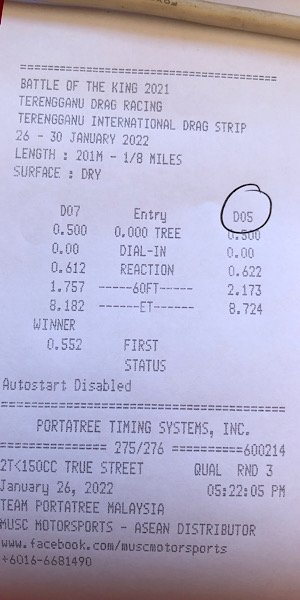 ==========================================
BATTLE OF THE KING 2021
TERENGGANU DRAG RACING
TERENGGANU INTERNATIONAL DRAG STRIP
26 - 30 JANUARY 2022
LENGTH : 201M - 1/8 MILES
SURFACE : DRY
D07 Entry D05
0.500 0.000 TREE 0.500
0.00 DIAL-IN 0.00
0.612 REACTION 0.622
1.757 ------60FT----- 2.173
8.182 ------ET------- 8.724
WINNER
0.552 FIRST
STATUS
Autostart Disabled
==========================================
PORTATREE TIMING SYSTEMS, INC.
================ 275/276 ==========600214
2T<150CC TRUE STREET QUAL RND 3
January 26, 2022 05:22:05 PM
TEAM PORTATREE MALAYSIA
MUSC MOTORSPORTS - ASEAN DISTRIBUTOR
www.facebook.com/muscmotorsports
+6016-6681490